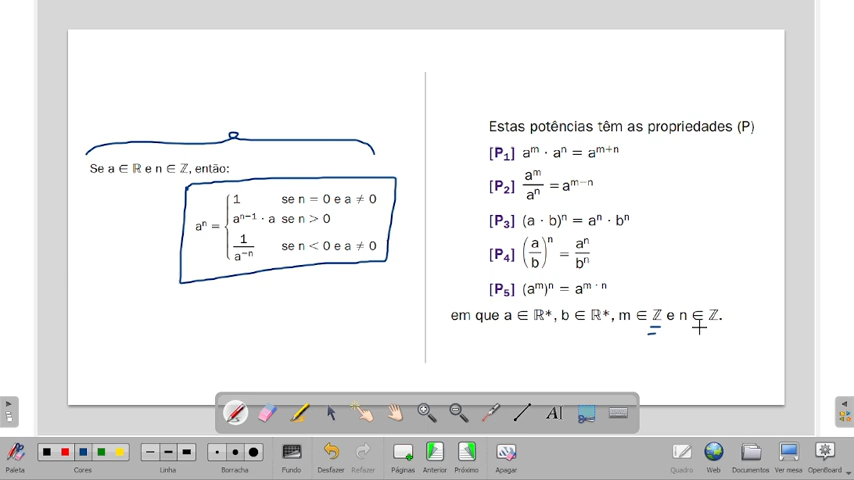 Se a ∈ ℝ e n ∈ ℤ, então:
aⁿ = { 1 se n = 0 e a ≠ 0
aⁿ⁻¹ · a se n > 0
1/a⁻ⁿ se n < 0 e a ≠ 0
Estas potências têm as propriedades (P)
[P₁] aᵐ · aⁿ = aᵐ⁺ⁿ
[P₂] aᵐ/aⁿ = aᵐ⁻ⁿ
[P₃] (a · b)ⁿ = aⁿ · bⁿ
[P₄] (a/b)ⁿ = aⁿ/bⁿ
[P₅] (aᵐ)ⁿ = aᵐ · ⁿ
em que a ∈ ℝ*, b ∈ ℝ*, m ∈ ℤ e n ∈ ℤ.
A|
Paleta Cores Linha Borracha Fundo Desfazer Refazer Páginas Anterior Próximo Apagar Quadro Web Documentos Ver mesa OpenBoard